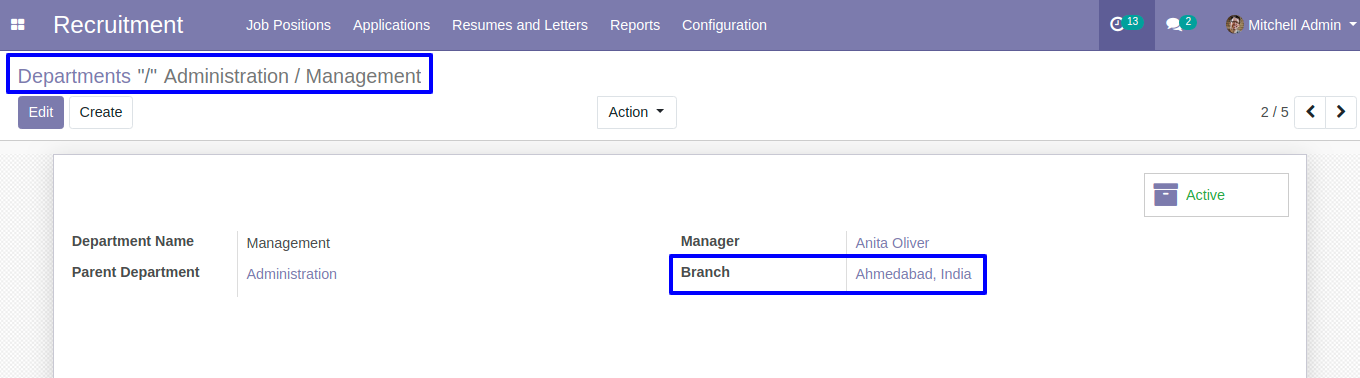 Recruitment Job Positions Applications Resumes and Letters Reports Configuration 13 2 Mitchell Admin
Departments "/" Administration / Management
Edit Create Action 2 / 5
Active
Department Name Management Manager Anita Oliver
Parent Department Administration Branch Ahmedabad, India